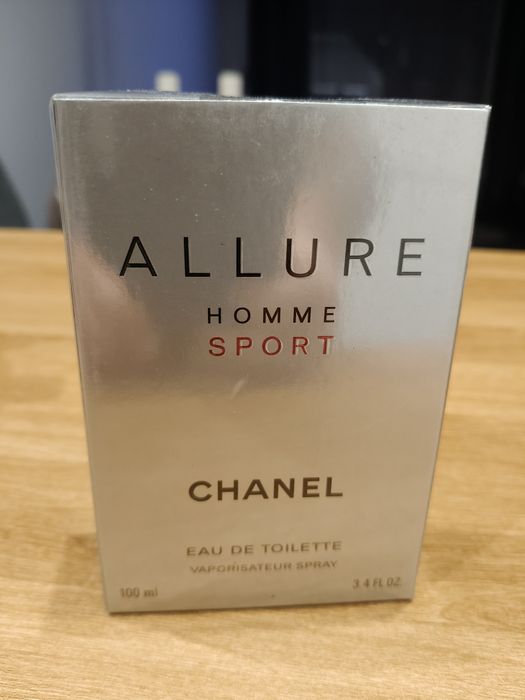 ALLURE
HOMME
SPORT
CHANEL
EAU DE TOILETTE
VAPORISATEUR SPRAY
100 ml 3.4 FL.OZ.